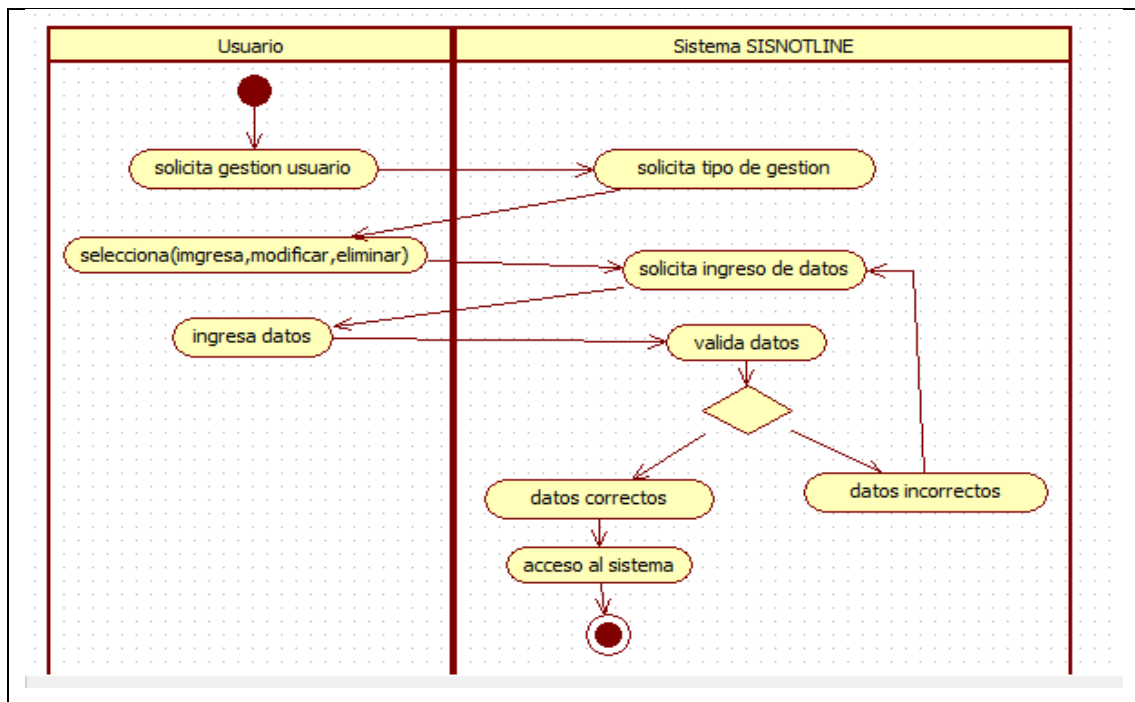 Usuario
Sistema SISNOTLINE
solicita gestion usuario
solicita tipo de gestion
selecciona(imgresa,modificar,eliminar)
solicita ingreso de datos
ingresa datos
valida datos
datos correctos
datos incorrectos
acceso al sistema